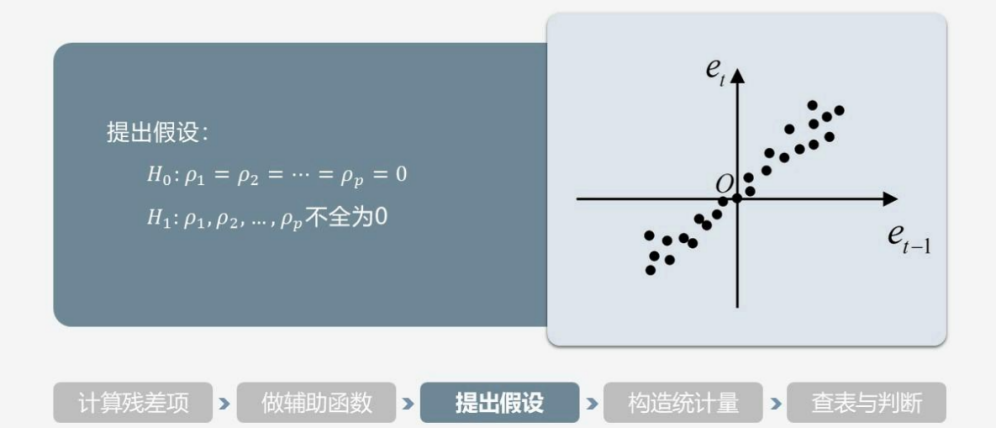 提出假设：
H₀: ρ₁ = ρ₂ = ⋯ = ρₚ = 0
H₁: ρ₁, ρ₂, …, ρₚ不全为0
eₜ
O
eₜ₋₁
计算残差项 > 做辅助函数 > 提出假设 > 构造统计量 > 查表与判断